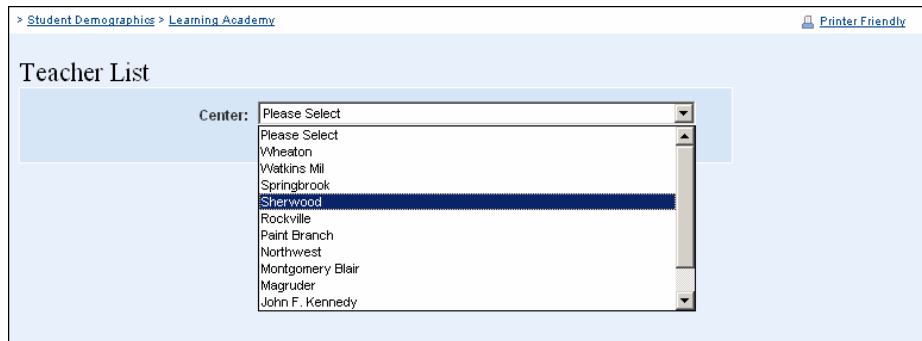 > Student Demographics > Learning Academy Printer Friendly
Teacher List
Center: Please Select
Please Select
Wheaton
Watkins Mil
Springbrook
Sherwood
Rockville
Paint Branch
Northwest
Montgomery Blair
Magruder
John F. Kennedy